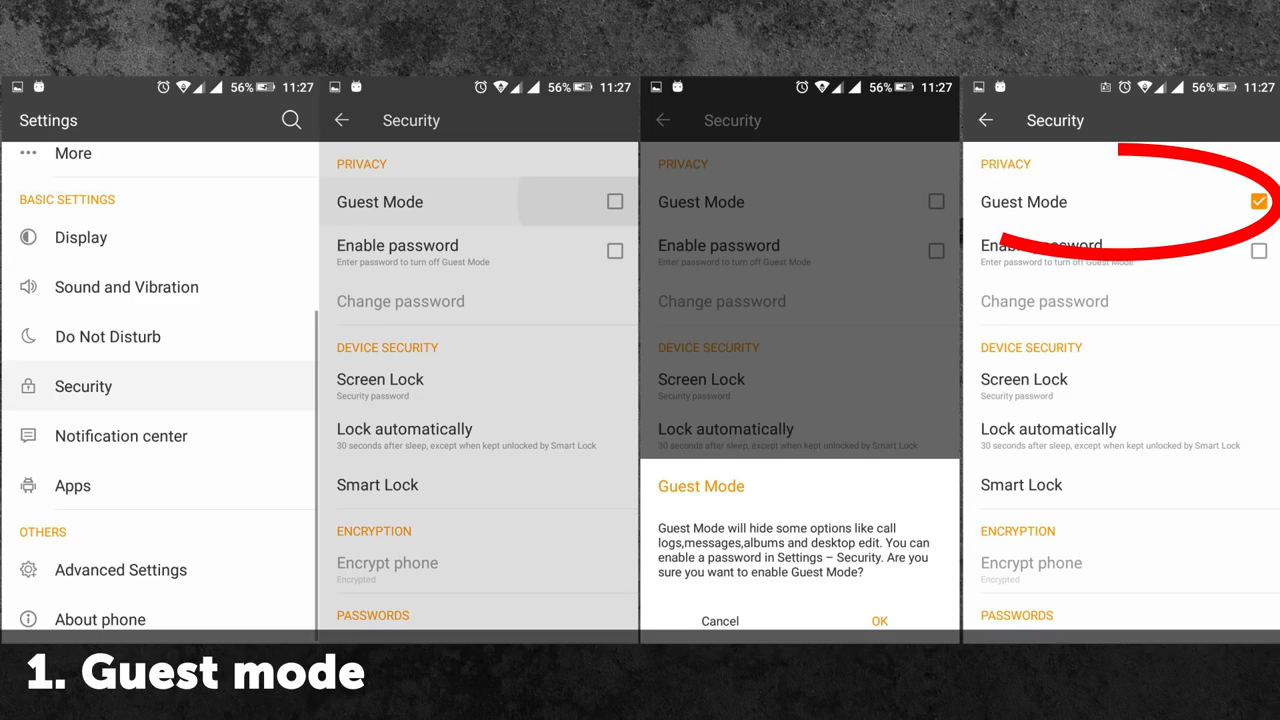 56% 11:27
Settings
More
BASIC SETTINGS
Display
Sound and Vibration
Do Not Disturb
Security
Notification center
Apps
OTHERS
Advanced Settings
About phone
56% 11:27
Security
PRIVACY
Guest Mode
Enable password
Enter password to turn off Guest Mode
Change password
DEVICE SECURITY
Screen Lock
Security password
Lock automatically
30 seconds after sleep, except when kept unlocked by Smart Lock
Smart Lock
ENCRYPTION
Encrypt phone
Encrypted
PASSWORDS
56% 11:27
Security
PRIVACY
Guest Mode
Enable password
Enter password to turn off Guest Mode
Change password
DEVICE SECURITY
Screen Lock
Security password
Lock automatically
30 seconds after sleep, except when kept unlocked by Smart Lock
Guest Mode
Guest Mode will hide some options like call
logs,messages,albums and desktop edit. You can
enable a password in Settings – Security. Are you
sure you want to enable Guest Mode?
Cancel OK
56% 11:27
Security
PRIVACY
Guest Mode
Enable password
Enter password to turn off Guest Mode
Change password
DEVICE SECURITY
Screen Lock
Security password
Lock automatically
30 seconds after sleep, except when kept unlocked by Smart Lock
Smart Lock
ENCRYPTION
Encrypt phone
Encrypted
PASSWORDS
1. Guest mode